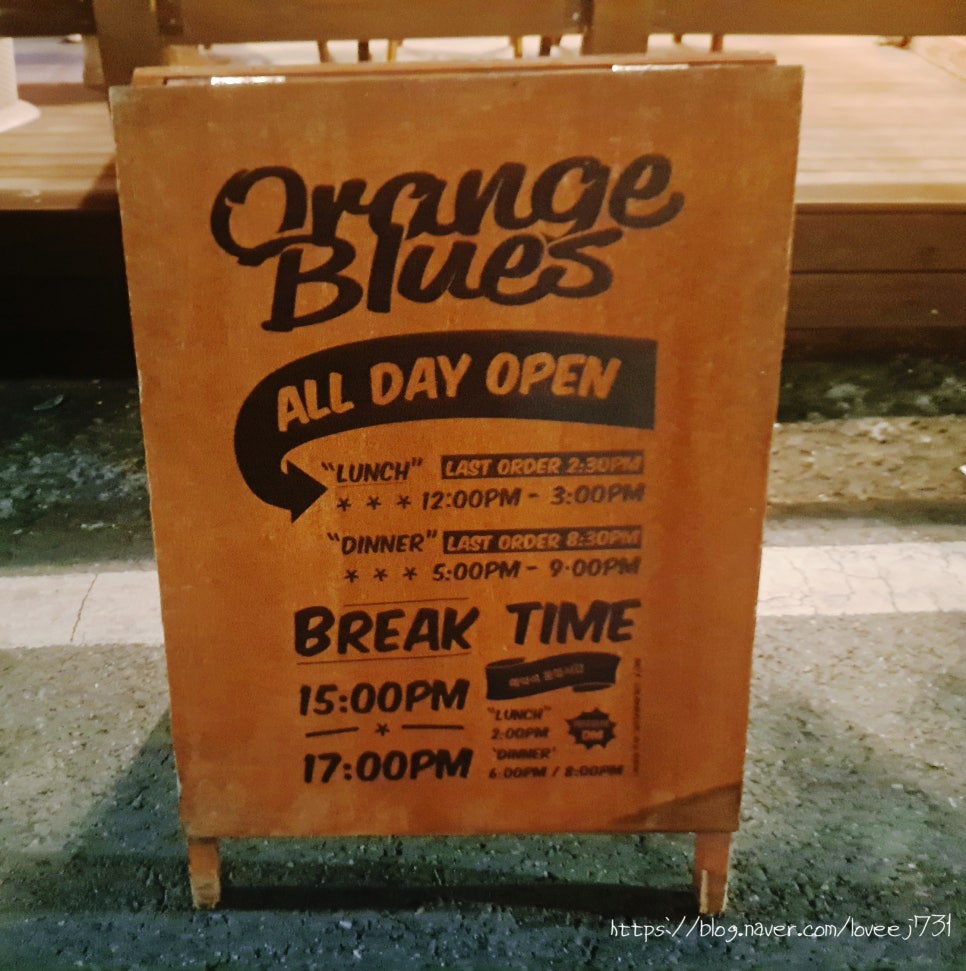 Orange
Blues
ALL DAY OPEN
"LUNCH" LAST ORDER 2:30PM
* * * 12:00PM - 3:00PM
"DINNER" LAST ORDER 8:30PM
* * * 5:00PM - 9:00PM
BREAK TIME
15:00PM
*
17:00PM
"LUNCH"
2:00PM
"DINNER"
6:00PM / 8:00PM
DM
https://blog.naver.com/loveej731